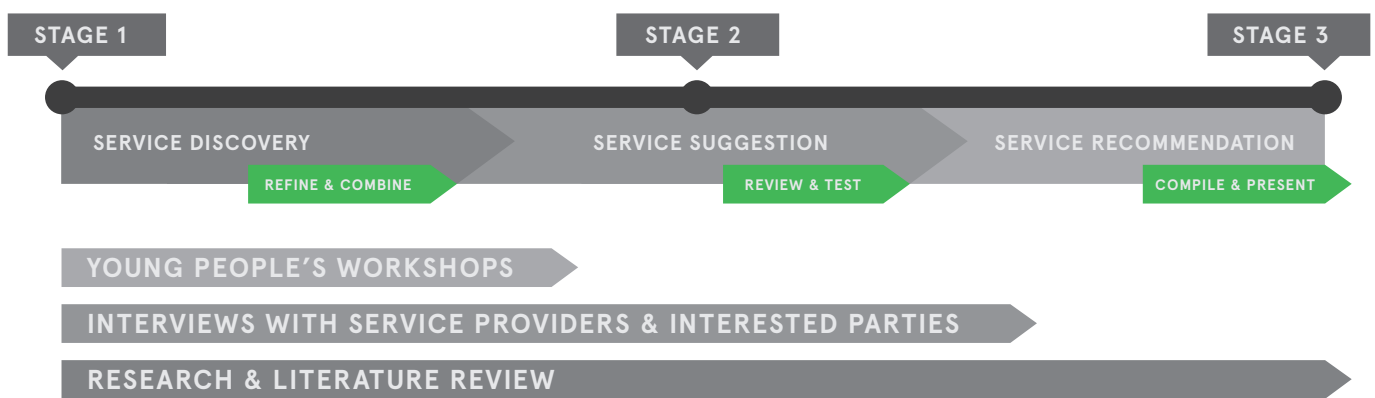 STAGE 1
STAGE 2
STAGE 3
SERVICE DISCOVERY
SERVICE SUGGESTION
SERVICE RECOMMENDATION
REFINE & COMBINE
REVIEW & TEST
COMPILE & PRESENT
YOUNG PEOPLE’S WORKSHOPS
INTERVIEWS WITH SERVICE PROVIDERS & INTERESTED PARTIES
RESEARCH & LITERATURE REVIEW